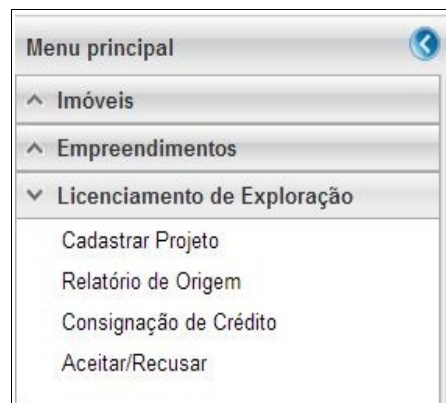 Menu principal
Imóveis
Empreendimentos
Licenciamento de Exploração
Cadastrar Projeto
Relatório de Origem
Consignação de Crédito
Aceitar/Recusar